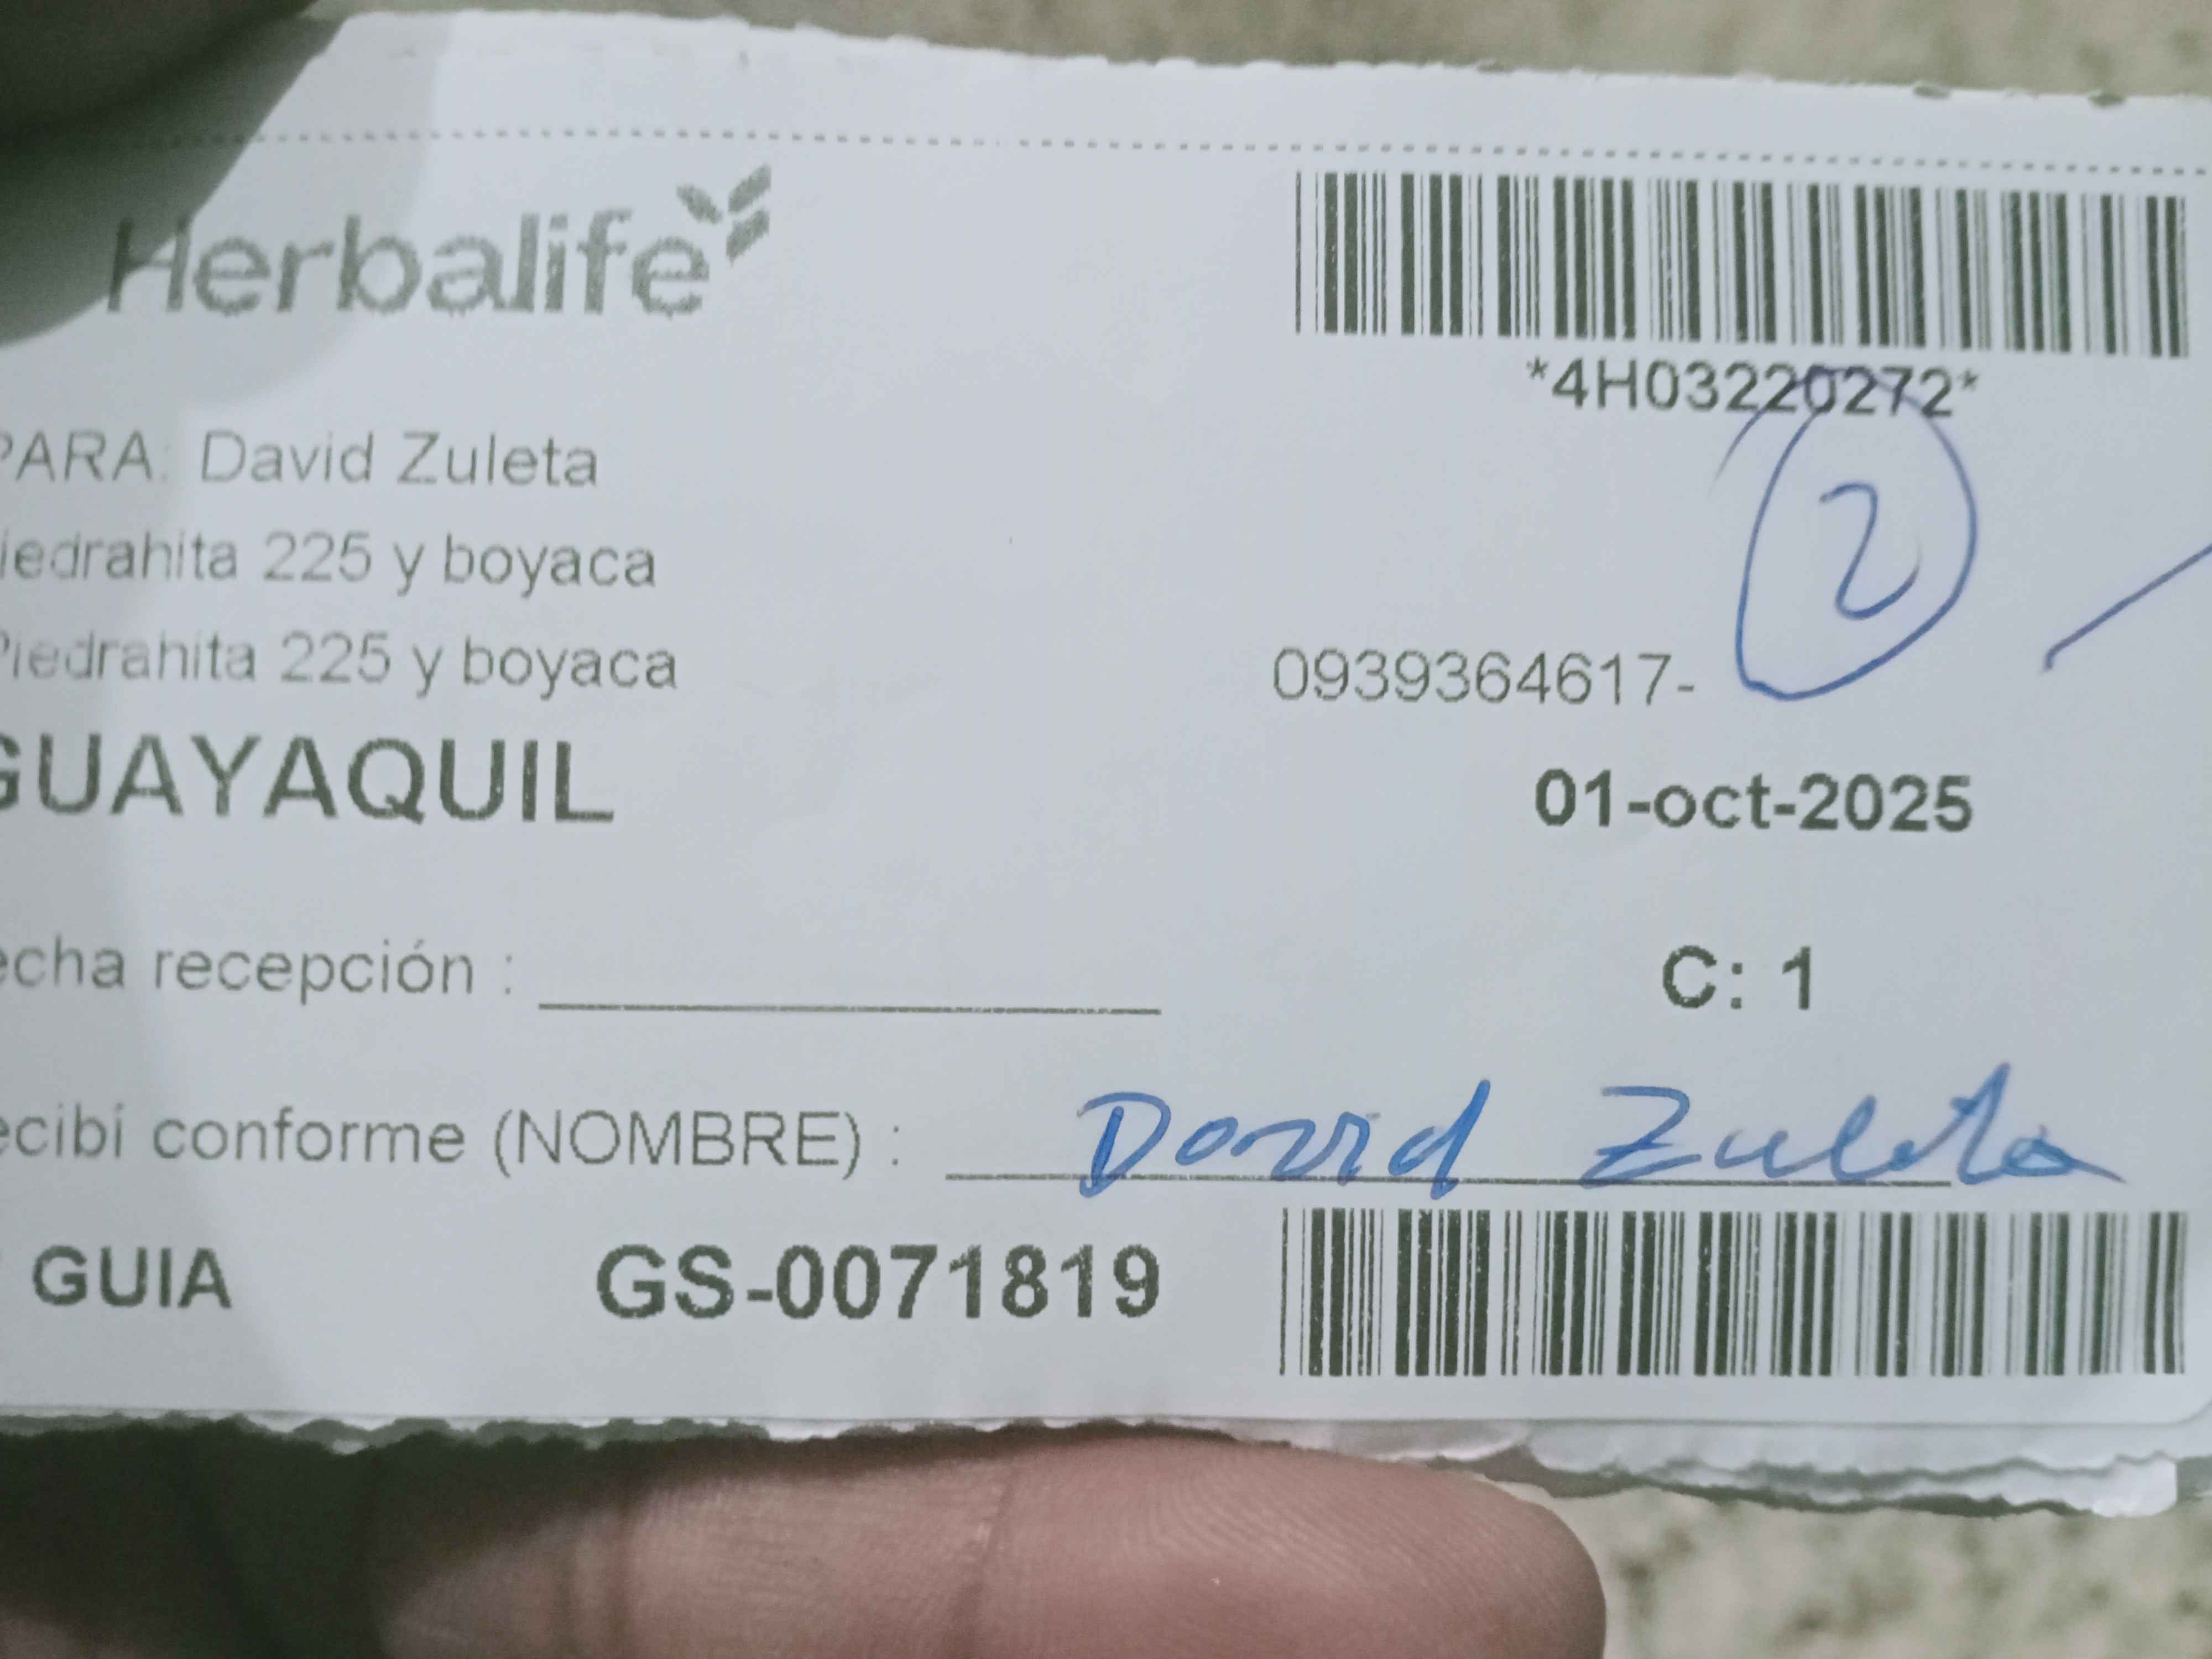 Herbalife
*4H03220272*
PARA: David Zuleta
2
iedrahita 225 y boyaca
Piedrahita 225 y boyaca
0939364617-
GUAYAQUIL
01-oct-2025
echa recepción :
C: 1
ecibí conforme (NOMBRE) : David Zuleta
GUIA GS-0071819